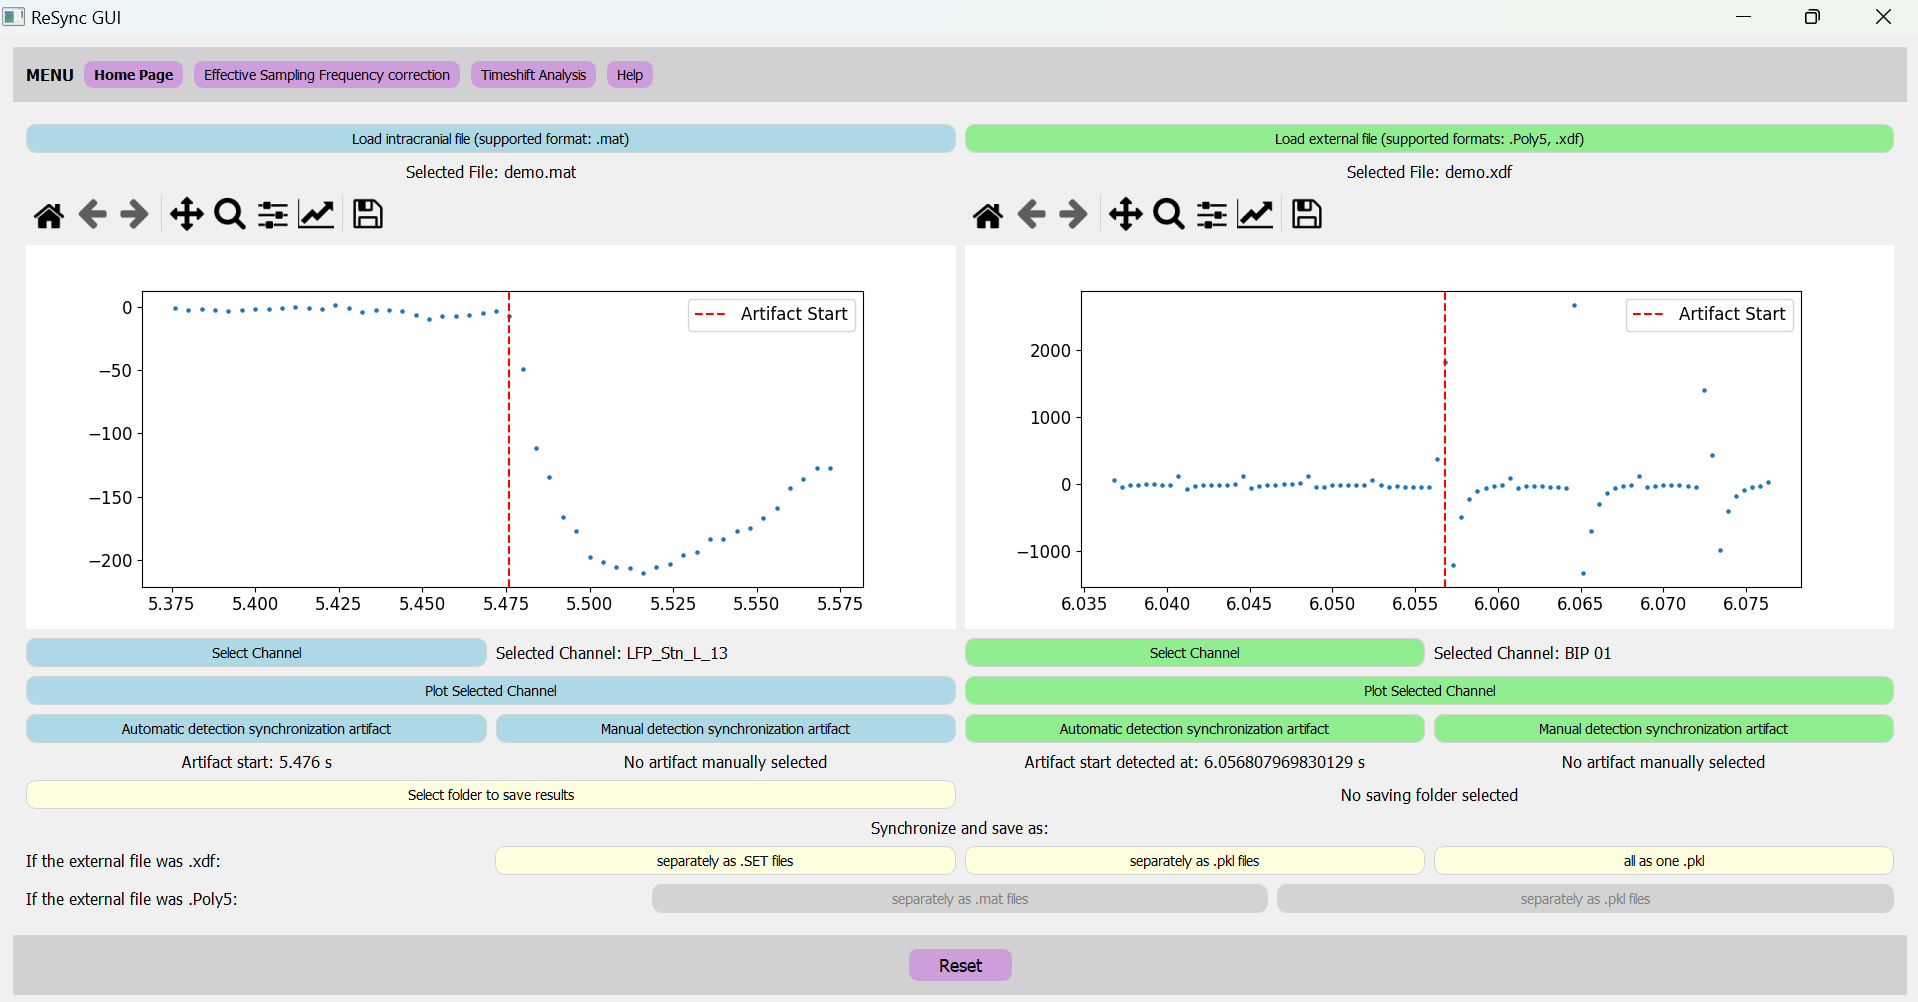 ReSync GUI
MENU Home Page Effective Sampling Frequency correction Timeshift Analysis Help
Load intracranial file (supported format: .mat)
Load external file (supported formats: .Poly5, .xdf)
Selected File: demo.mat
Selected File: demo.xdf
Artifact Start
0
−50
−100
−150
−200
5.375 5.400 5.425 5.450 5.475 5.500 5.525 5.550 5.575
Artifact Start
2000
1000
0
−1000
6.035 6.040 6.045 6.050 6.055 6.060 6.065 6.070 6.075
Select Channel Selected Channel: LFP_Stn_L_13
Select Channel Selected Channel: BIP 01
Plot Selected Channel
Plot Selected Channel
Automatic detection synchronization artifact Manual detection synchronization artifact
Automatic detection synchronization artifact Manual detection synchronization artifact
Artifact start: 5.476 s No artifact manually selected
Artifact start detected at: 6.056807969830129 s No artifact manually selected
Select folder to save results No saving folder selected
Synchronize and save as:
If the external file was .xdf: separately as .SET files separately as .pkl files all as one .pkl
If the external file was .Poly5: separately as .mat files separately as .pkl files
Reset